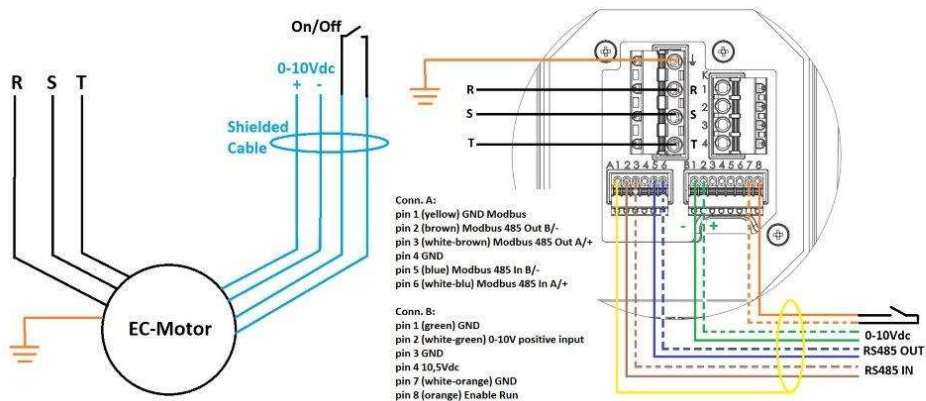 On/Off
0-10Vdc
+ -
R S T
Shielded
Cable
EC-Motor
R
S
T
R
S
T
K
1
2
3
4
A 1 2 3 4 5 6
B 1 2 3 4 5 6 7 8
- +
Conn. A:
pin 1 (yellow) GND Modbus
pin 2 (brown) Modbus 485 Out B/-
pin 3 (white-brown) Modbus 485 Out A/+
pin 4 GND
pin 5 (blue) Modbus 485 In B/-
pin 6 (white-blu) Modbus 485 In A/+
Conn. B:
pin 1 (green) GND
pin 2 (white-green) 0-10V positive input
pin 3 GND
pin 4 10,5Vdc
pin 7 (white-orange) GND
pin 8 (orange) Enable Run
0-10Vdc
RS485 OUT
RS485 IN